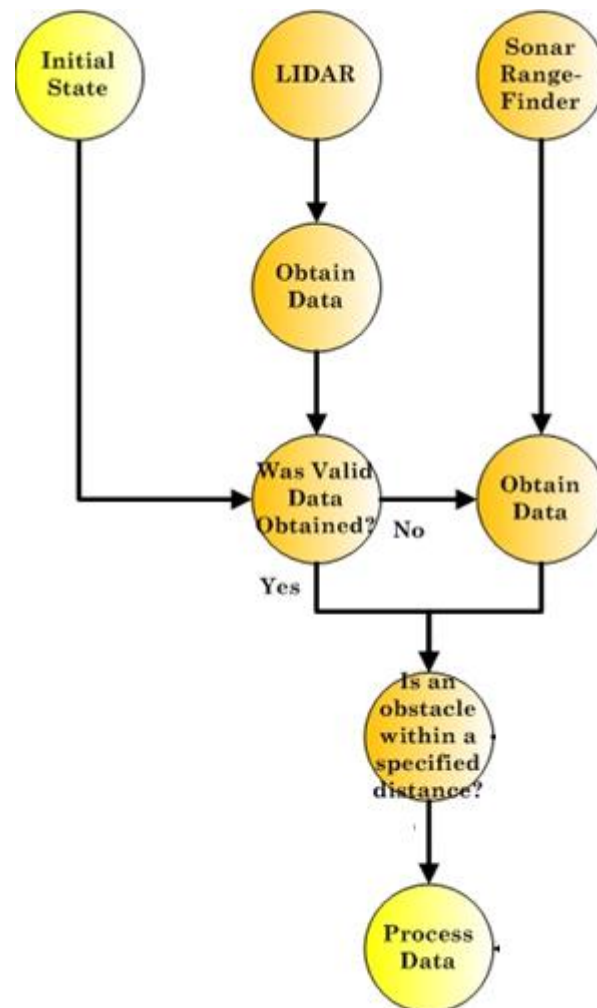 Initial
State
LIDAR
Sonar
Range-
Finder
Obtain
Data
Was Valid
Data
Obtained?
No
Obtain
Data
Yes
Is an
obstacle
within a
specified
distance?
Process
Data